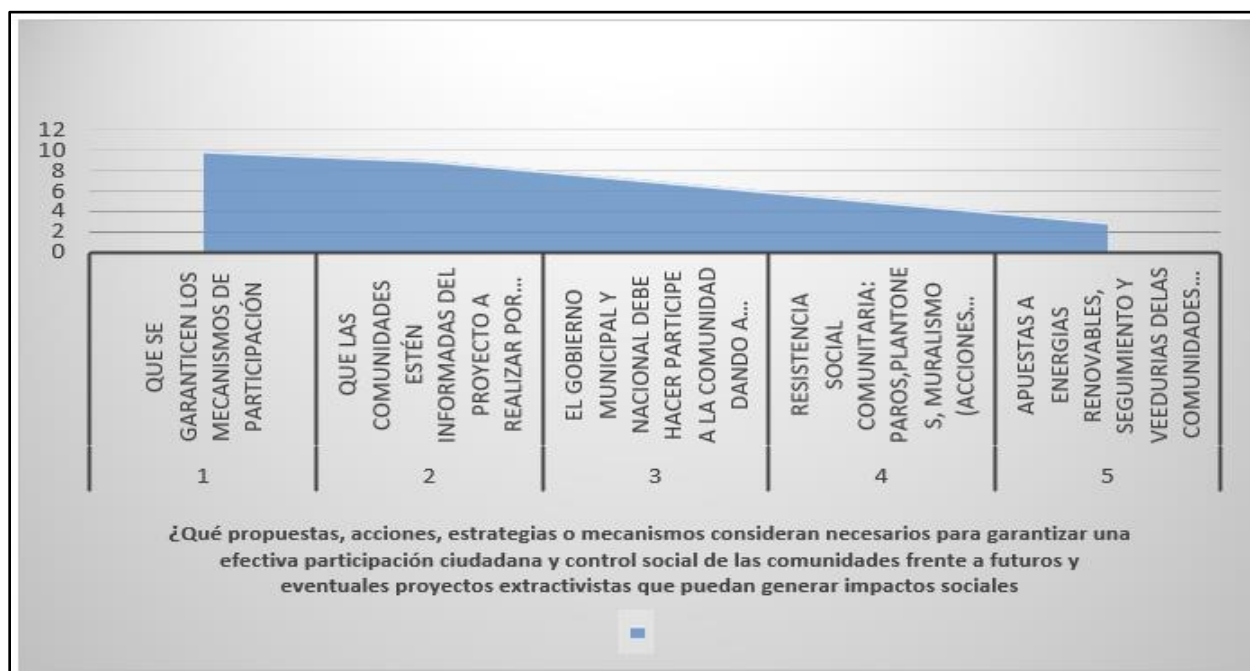 12
10
8
6
4
2
0
QUE SE
GARANTICEN LOS
MECANISMOS DE
PARTICIPACIÓN
QUE LAS
COMUNIDADES
ESTÉN
INFORMADAS DEL
PROYECTO A
REALIZAR POR...
EL GOBIERNO
MUNICIPAL Y
NACIONAL DEBE
HACER PARTICIPE
A LA COMUNIDAD
DANDO A...
RESISTENCIA
SOCIAL
COMUNITARIA:
PAROS,PLANTONE
S, MURALISMO
(ACCIONES...
APUESTAS A
ENERGIAS
RENOVABLES,
SEGUIMIENTO Y
VEEDURIAS DELAS
COMUNIDADES...
1 2 3 4 5
¿Qué propuestas, acciones, estrategias o mecanismos consideran necesarios para garantizar una
efectiva participación ciudadana y control social de las comunidades frente a futuros y
eventuales proyectos extractivistas que puedan generar impactos sociales